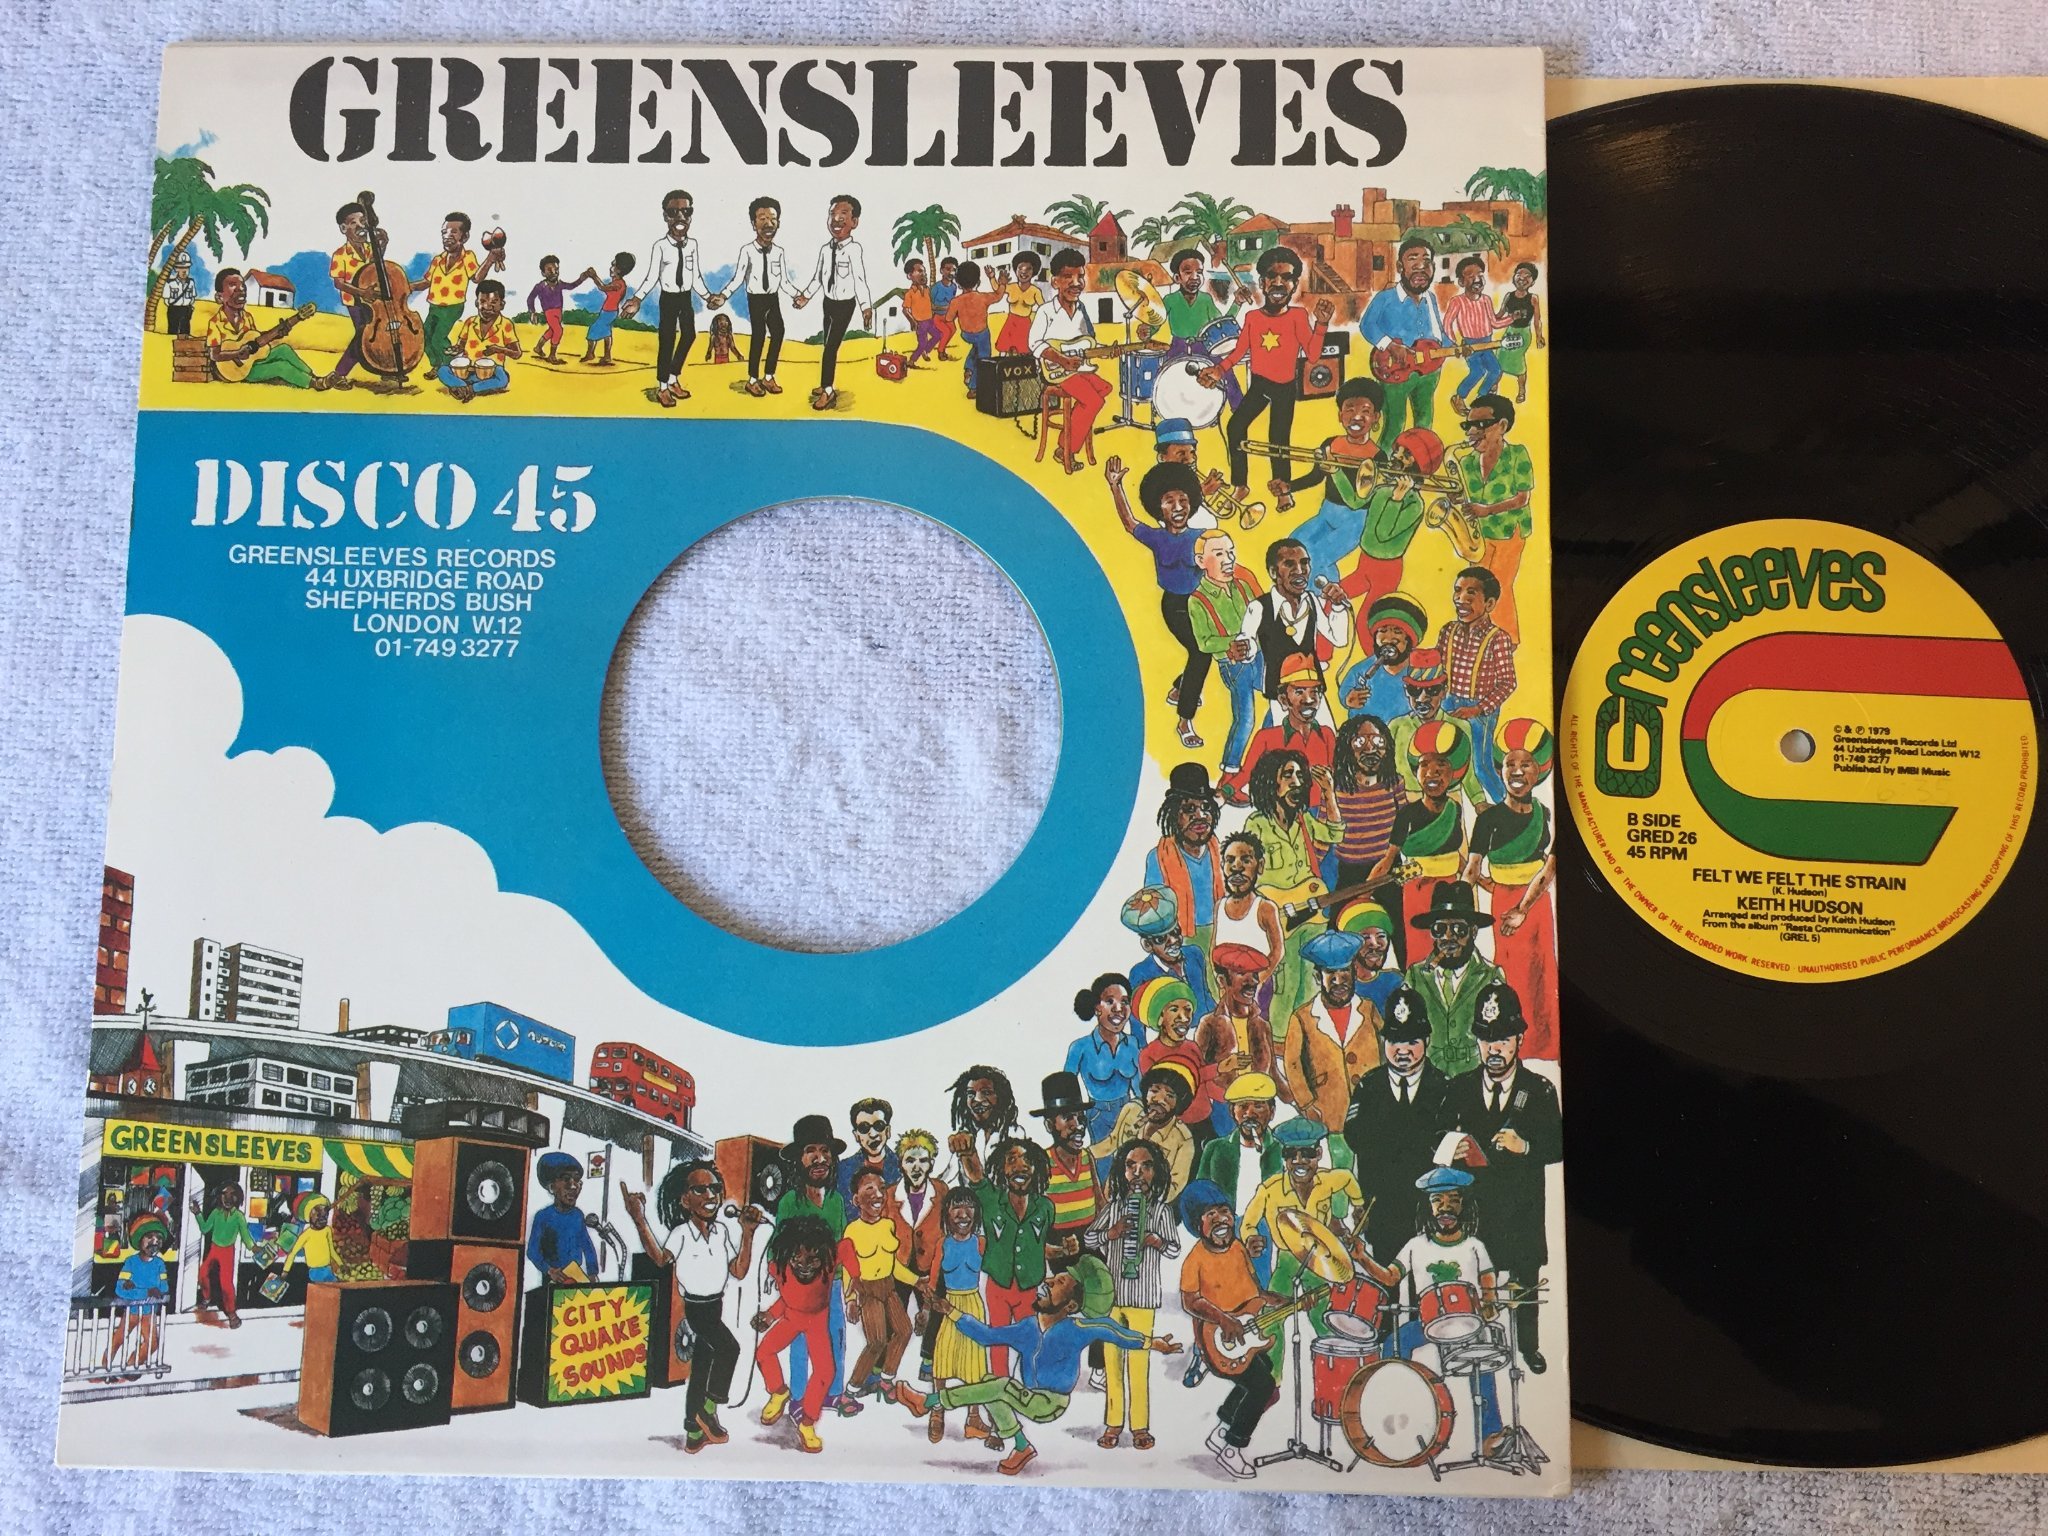 GREENSLEEVES
DISCO 45
GREENSLEEVES RECORDS
44 UXBRIDGE ROAD
SHEPHERDS BUSH
LONDON W.12
01-749 3277
VOX
GREENSLEEVES
CITY
QUAKE
SOUNDS
Greensleeves
© & ℗ 1979
Greensleeves Records Ltd
44 Uxbridge Road London W12
01-749 3277
Published by IMBI Music
B SIDE
GRED 26
45 RPM
FELT WE FELT THE STRAIN
(K. Hudson)
KEITH HUDSON
Arranged and produced by Keith Hudson
From the album "Rasta Communication"
(GREL 5)
ALL RIGHTS OF THE MANUFACTURER AND OF THE OWNER OF THE RECORDED WORK RESERVED · UNAUTHORISED PUBLIC PERFORMANCE BROADCASTING AND COPYING OF THIS RECORD PROHIBITED.